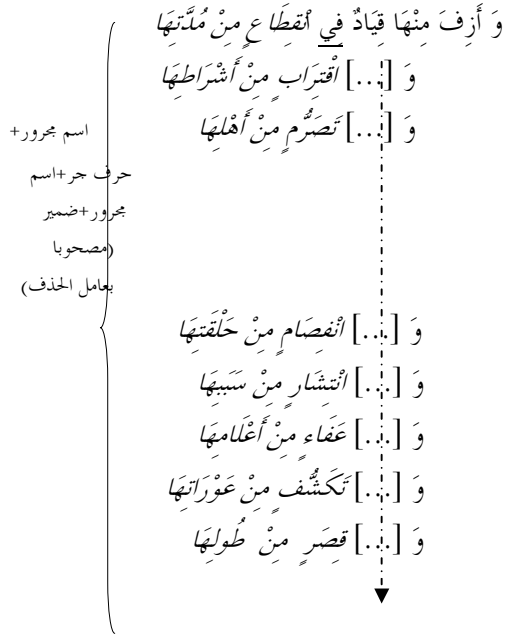 وَ أَزِفَ مِنْهَا قِيَادٌ فِي انْقِطَاعٍ مِنْ مُدَّتِهَا
وَ [...] اقْتِرَابٍ مِنْ أَشْرَاطِهَا
وَ [...] تَصَرُّمٍ مِنْ أَهْلِهَا
اسم مجرور+
حرف جر+اسم
مجرور+ضمير
(مصحوبا
بعامل الحذف)
وَ [...] انْفِصَامٍ مِنْ حَلْقَتِهَا
وَ [...] انْتِشَارٍ مِنْ سَبَبِهَا
وَ [...] عَفَاءٍ مِنْ أَعْلَامِهَا
وَ [...] تَكَشُّفٍ مِنْ عَوْرَاتِهَا
وَ [...] قِصَرٍ مِنْ طُولِهَا